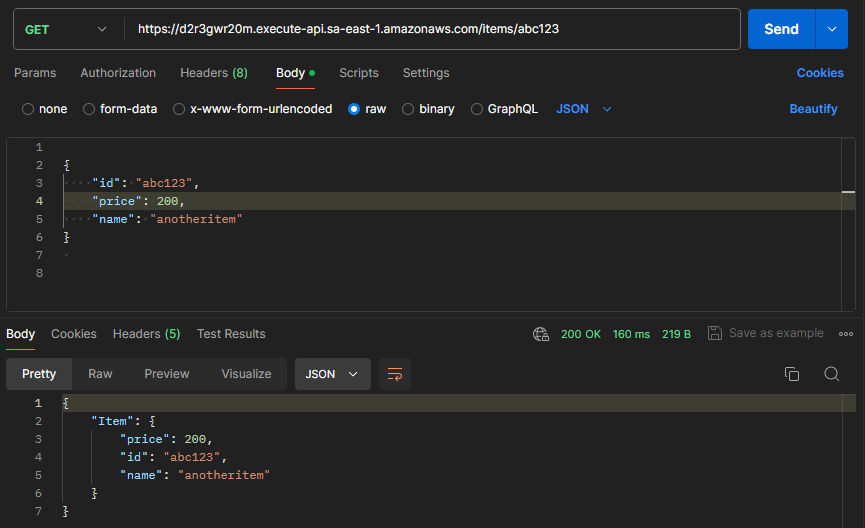 GET https://d2r3gwr20m.execute-api.sa-east-1.amazonaws.com/items/abc123 Send
Params Authorization Headers (8) Body Scripts Settings Cookies
none form-data x-www-form-urlencoded raw binary GraphQL JSON Beautify
1
2 {
3 "id": "abc123",
4 "price": 200,
5 "name": "anotheritem"
6 }
7
8
Body Cookies Headers (5) Test Results 200 OK 160 ms 219 B Save as example
Pretty Raw Preview Visualize JSON
1 {
2 "Item": {
3 "price": 200,
4 "id": "abc123",
5 "name": "anotheritem"
6 }
7 }